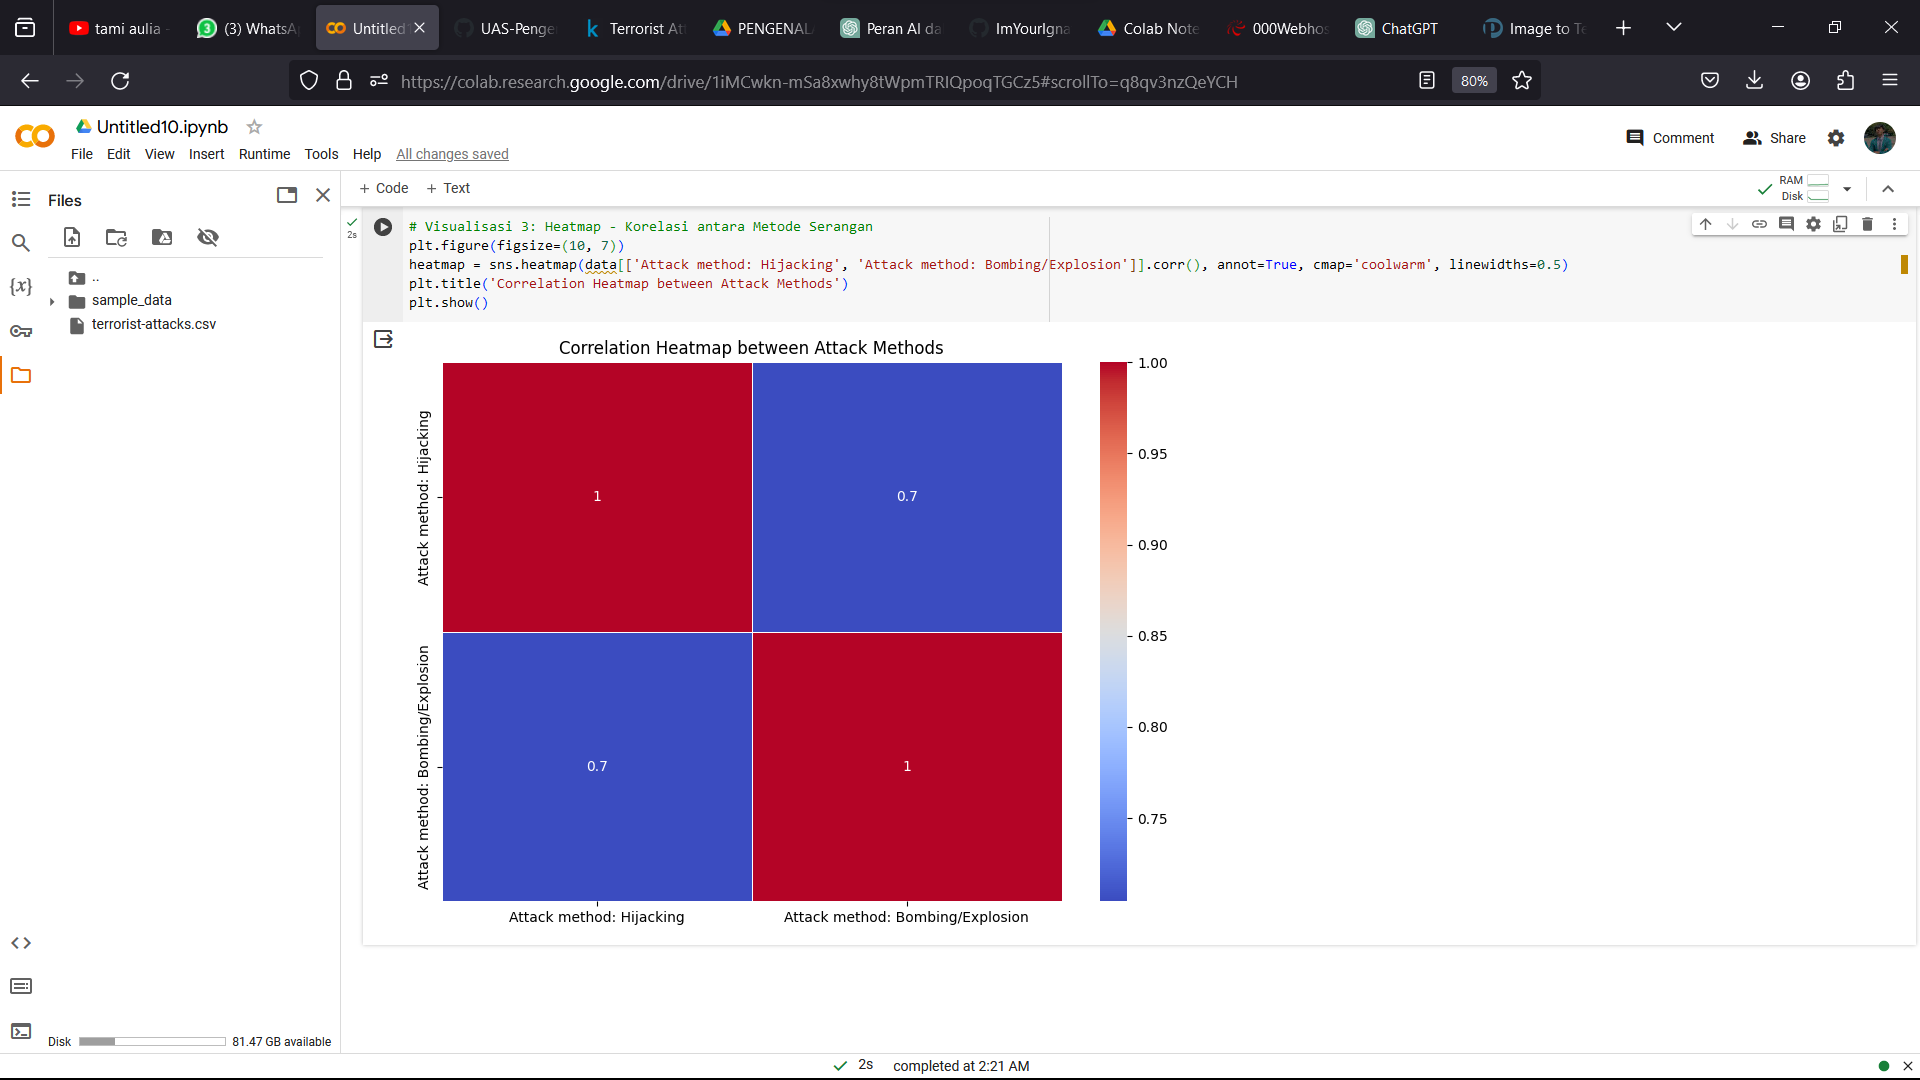 tami aulia -
(3) WhatsA
Untitled1
UAS-Penge
Terrorist Att
PENGENALA
Peran AI da
ImYourIgna
Colab Note
000Webhos
ChatGPT
Image to Te
https://colab.research.google.com/drive/1iMCwkn-mSa8xwhy8tWpmTRIQpoqTGCz5#scrollTo=q8qv3nzQeYCH
80%
Untitled10.ipynb
File Edit View Insert Runtime Tools Help All changes saved
Comment Share
Files
+ Code + Text
RAM
Disk
..
sample_data
terrorist-attacks.csv
{x}
2s
# Visualisasi 3: Heatmap - Korelasi antara Metode Serangan
plt.figure(figsize=(10, 7))
heatmap = sns.heatmap(data[['Attack method: Hijacking', 'Attack method: Bombing/Explosion']].corr(), annot=True, cmap='coolwarm', linewidths=0.5)
plt.title('Correlation Heatmap between Attack Methods')
plt.show()
Correlation Heatmap between Attack Methods
Attack method: Hijacking
1
0.7
Attack method: Bombing/Explosion
0.7
1
Attack method: Hijacking
Attack method: Bombing/Explosion
1.00
0.95
0.90
0.85
0.80
0.75
Disk 81.47 GB available
2s completed at 2:21 AM